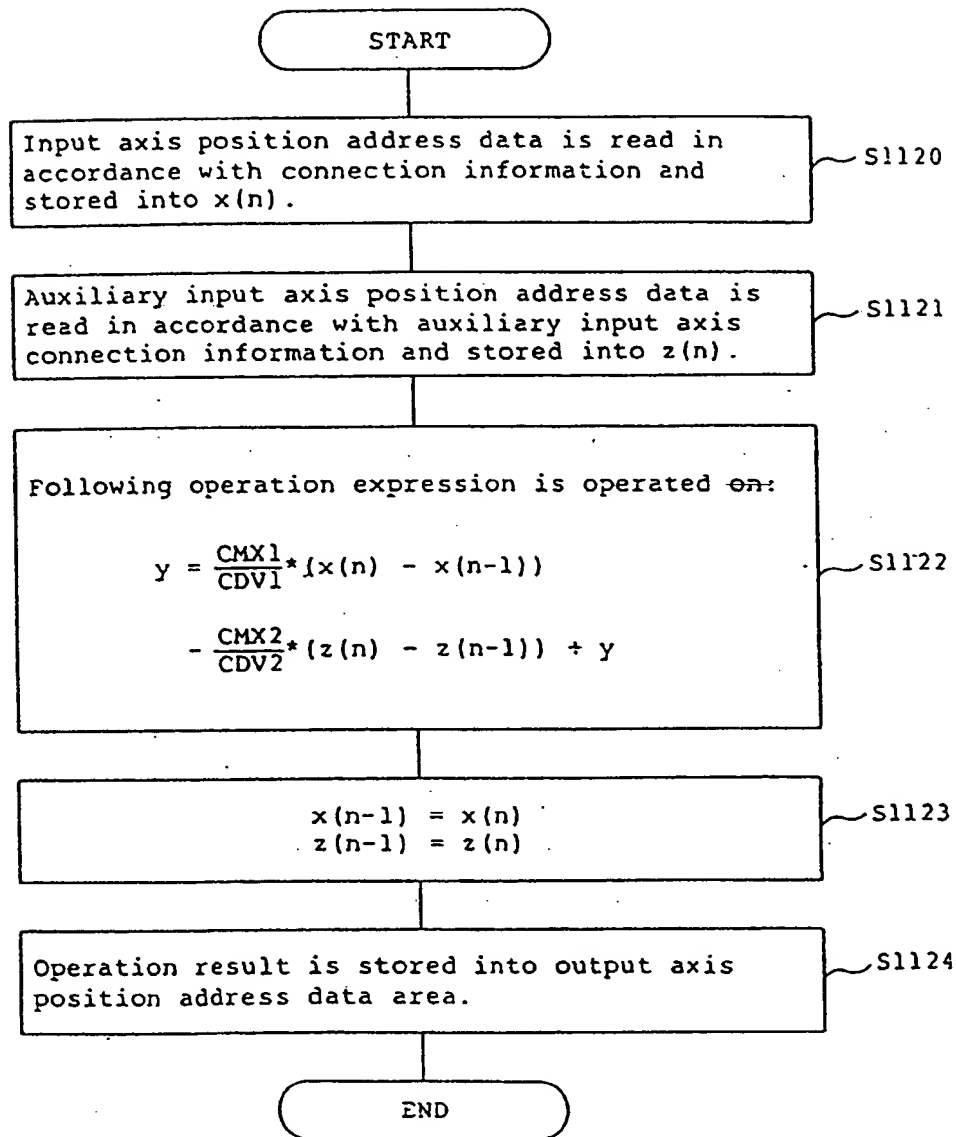 START
Input axis position address data is read in
accordance with connection information and
stored into x(n).
S1120
Auxiliary input axis position address data is
read in accordance with auxiliary input axis
connection information and stored into z(n).
S1121
Following operation expression is operated on:
y = CMX1/CDV1*(x(n) - x(n-1))
- CMX2/CDV2*(z(n) - z(n-1)) + y
S1122
x(n-1) = x(n)
z(n-1) = z(n)
S1123
Operation result is stored into output axis
position address data area.
S1124
END